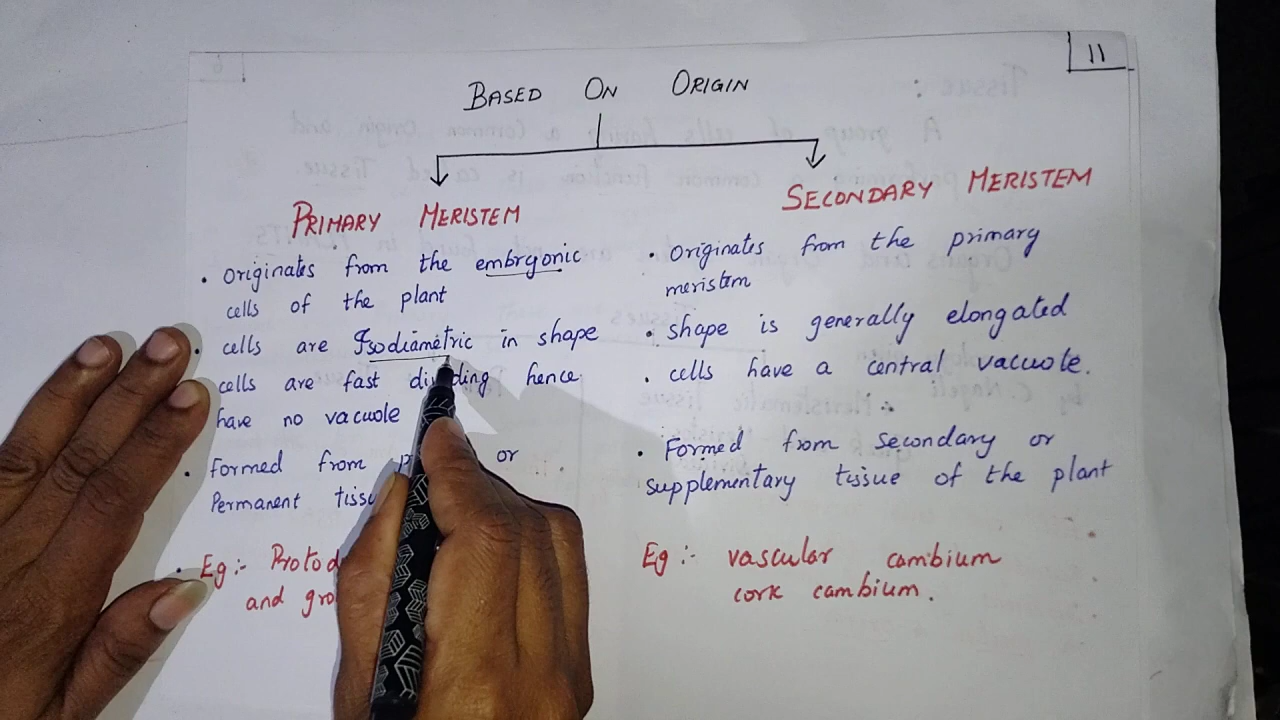 11
BASED ON ORIGIN
PRIMARY MERISTEM
• Originates from the embryonic
cells of the plant
• cells are Isodiametric in shape
cells are fast dividing hence
have no vacuole
• Formed from or
Permanent
• Eg:-
and
SECONDARY MERISTEM
• Originates from the primary
meristem
• shape is generally elongated
• cells have a central vacuole.
• Formed from secondary or
supplementary tissue of the plant
Eg:- vascular cambium
cork cambium.